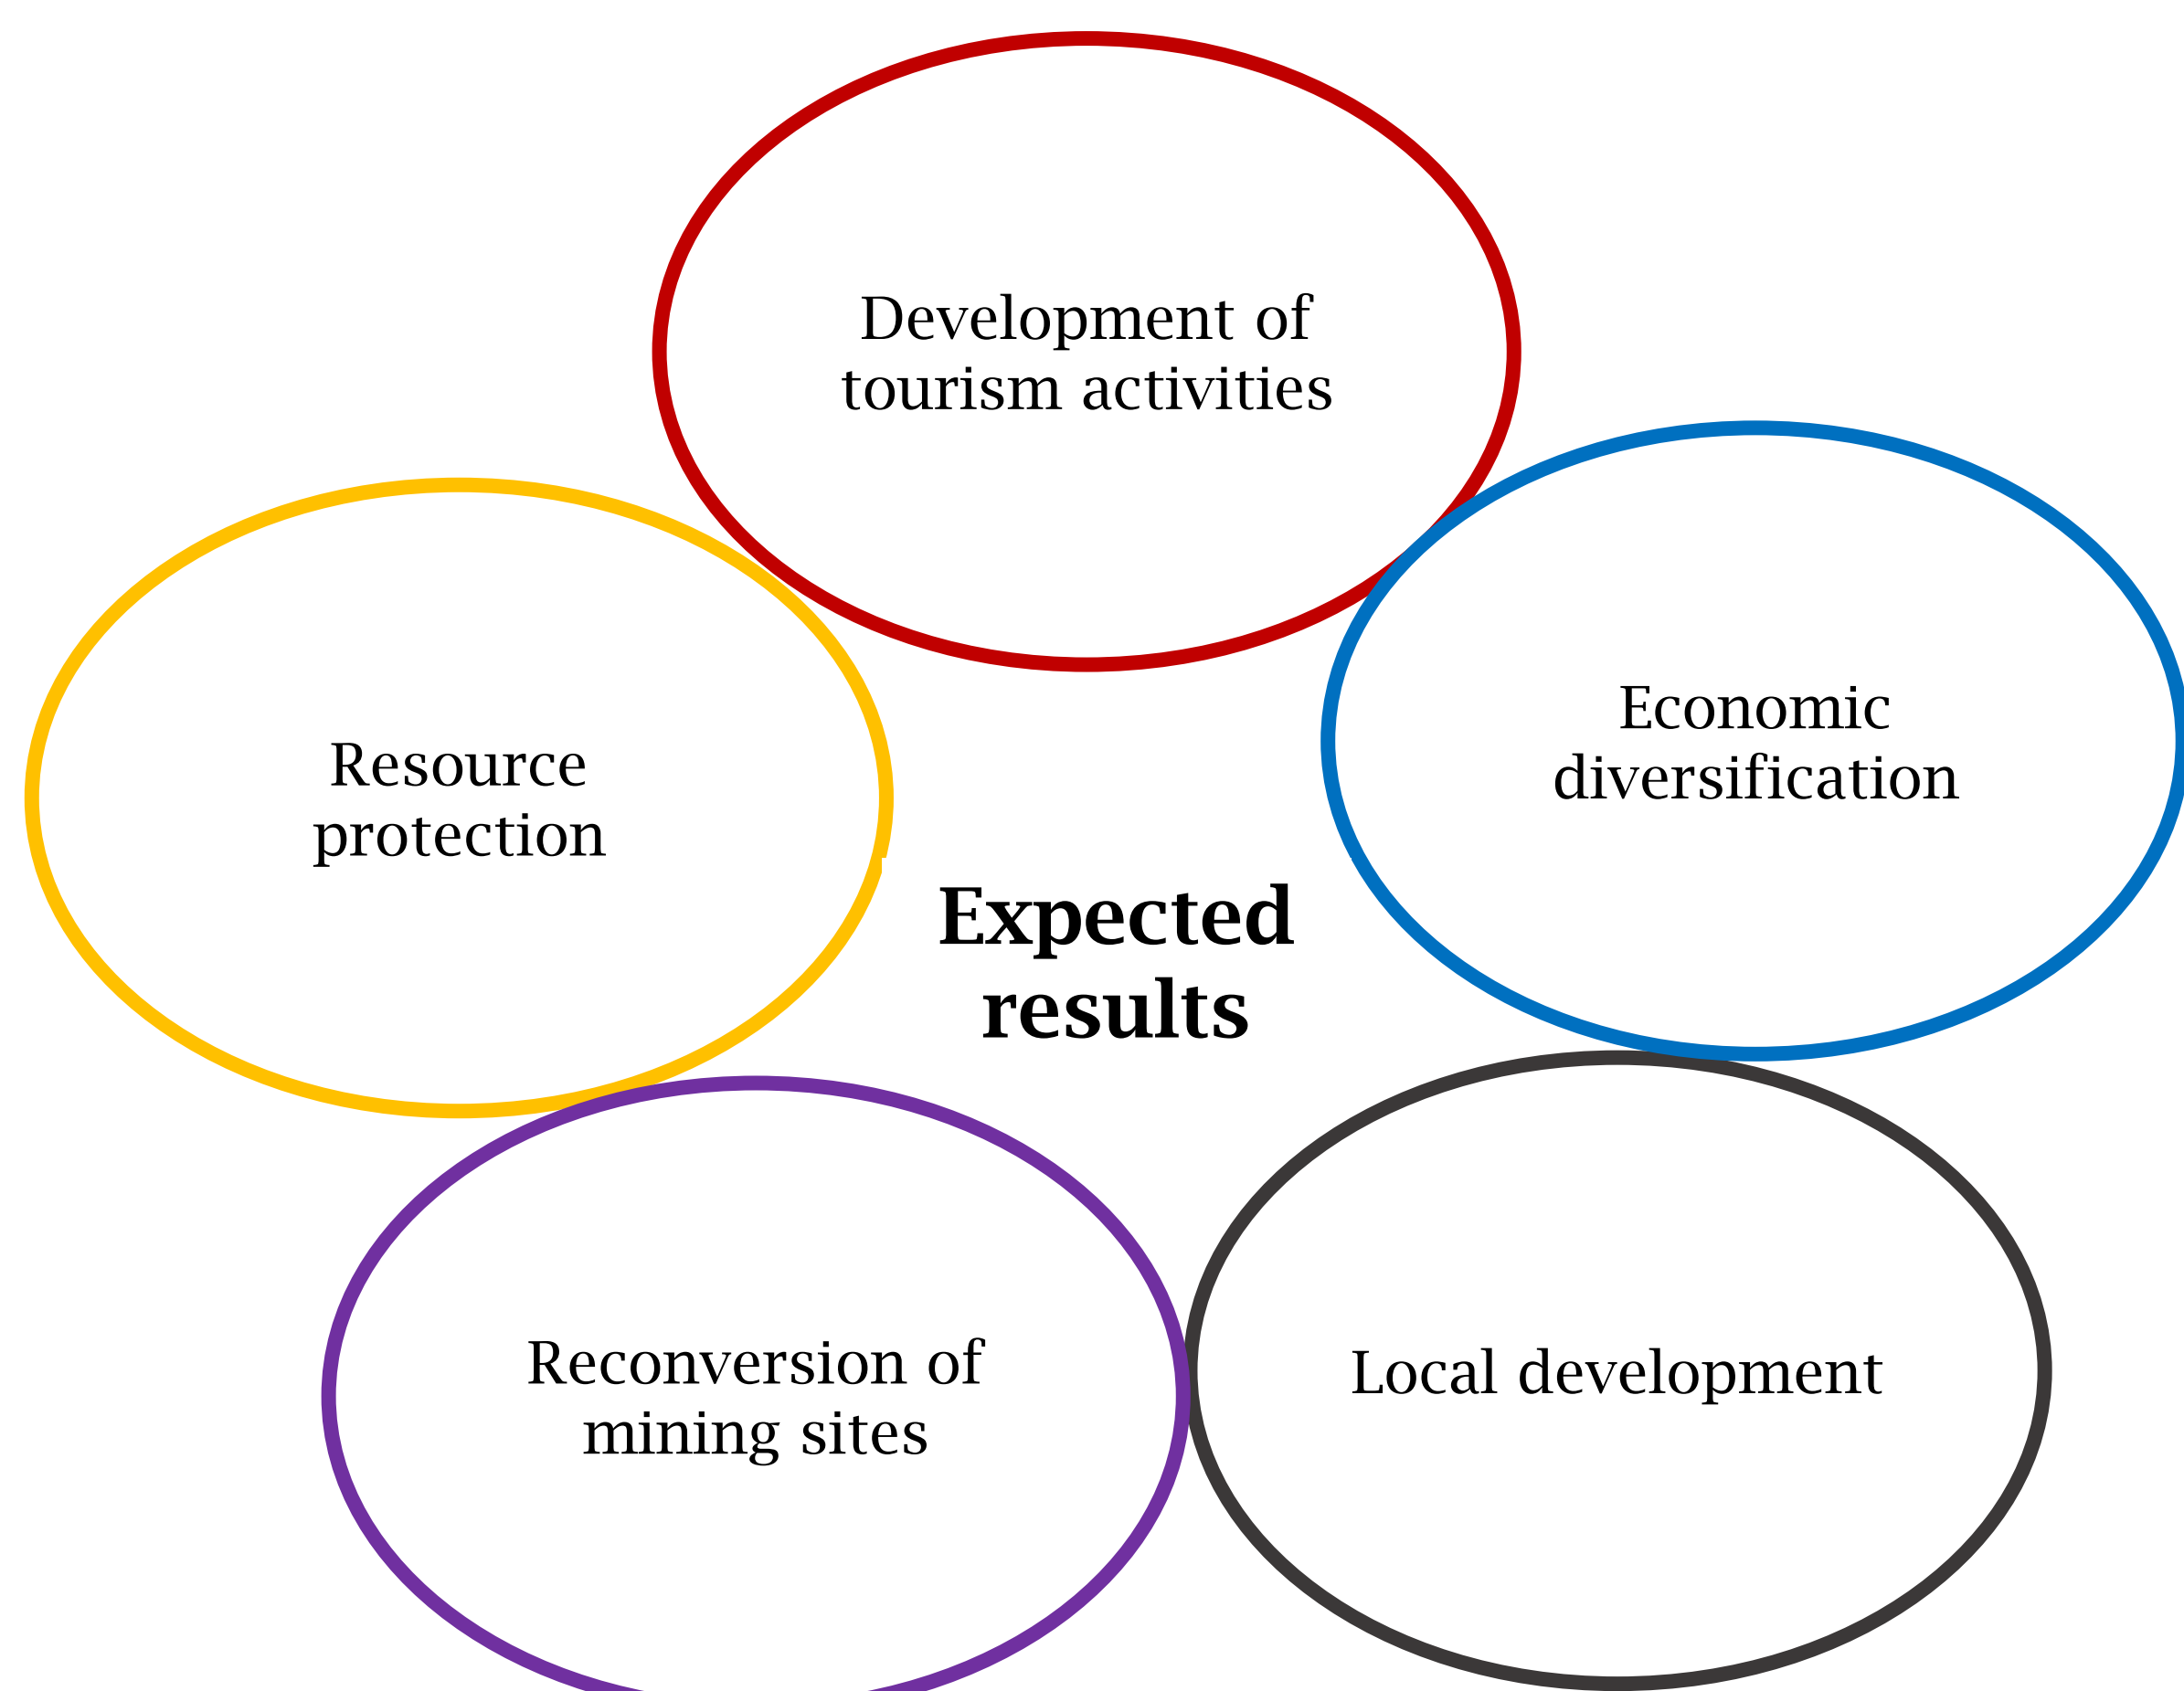 Development of
tourism activities
Economic
diversification
Resource
protection
Expected
results
Reconversion of
mining sites
Local development